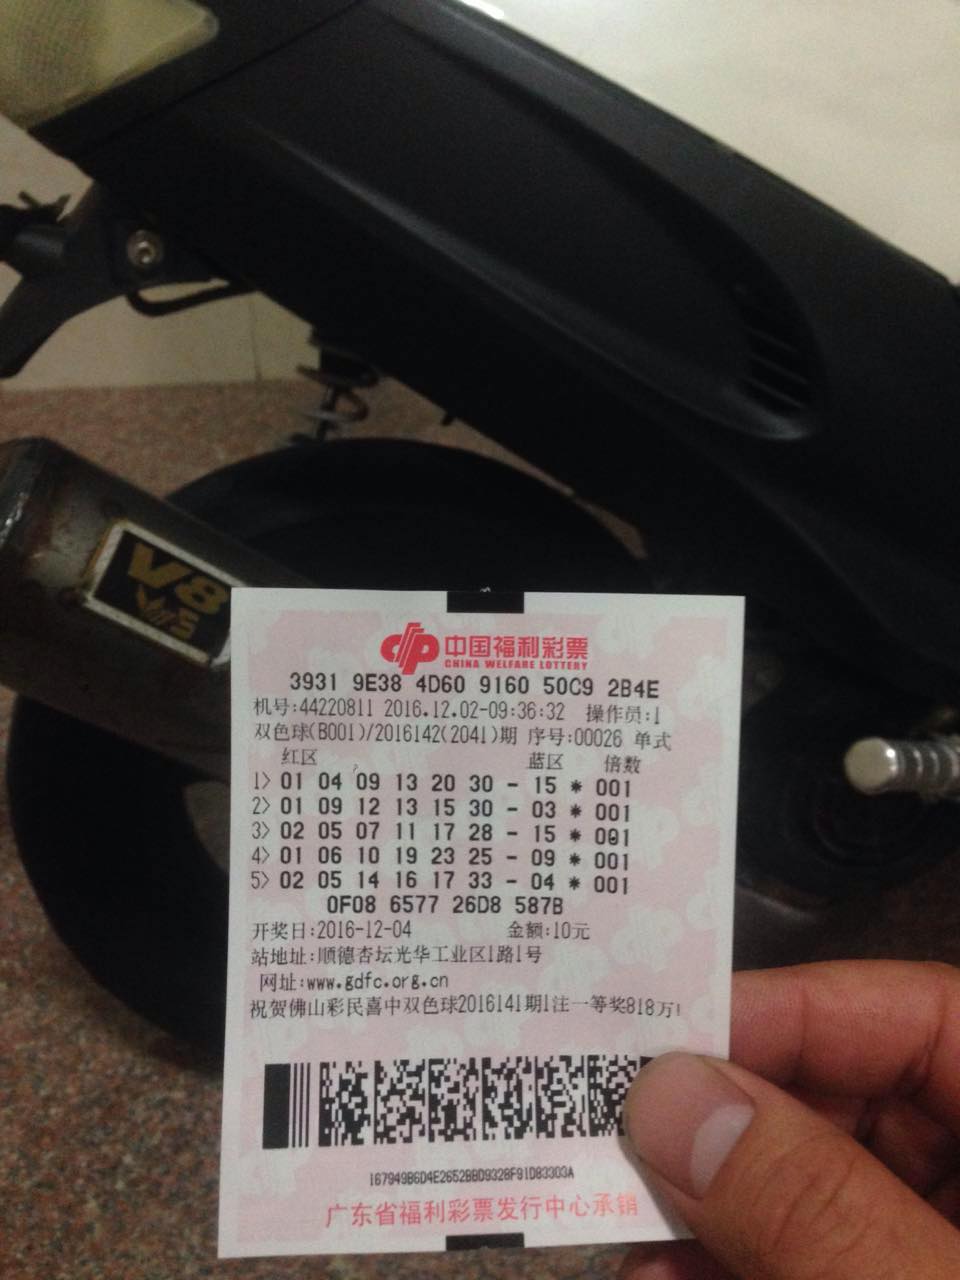 V8
中国福利彩票
CHINA WELFARE LOTTERY
3931 9E38 4D60 9160 50C9 2B4E
机号:44220811 2016.12.02-09:36:32 操作员:1
双色球(B001)/2016142(2041)期 序号:00026 单式
红区 蓝区 倍数
1> 01 04 09 13 20 30 - 15 * 001
2> 01 09 12 13 15 30 - 03 * 001
3> 02 05 07 11 17 28 - 15 * 001
4> 01 06 10 19 23 25 - 09 * 001
5> 02 05 14 16 17 33 - 04 * 001
0F08 6577 26D8 587B
开奖日:2016-12-04 金额:10元
站地址:顺德杏坛光华工业区1路1号
网址:www.gdfc.org.cn
祝贺佛山彩民喜中双色球2016141期1注一等奖818万!
167949B6D4E2652BBD9328F91D83303A
广东省福利彩票发行中心承销